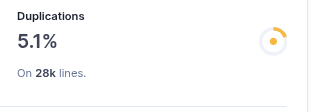 Duplications
5.1%
On 28k lines.